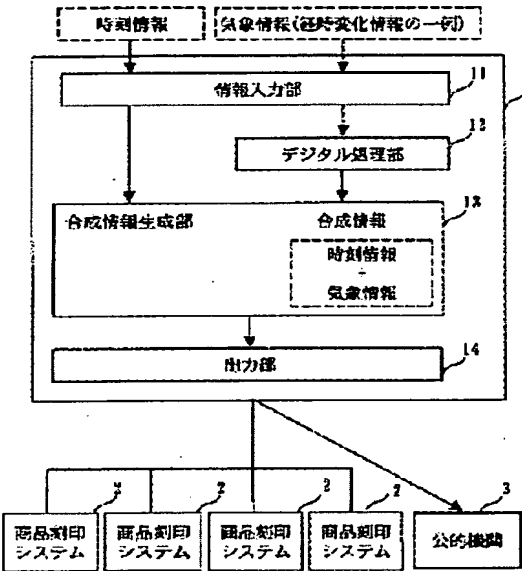 時刻情報
気象情報(経時変化情報の一例)
情報入力部
11
デジタル処理部
12
合成情報生成部
合成情報
13
時刻情報
+
気象情報
出力部
14
2
2
2
2
3
商品刻印
システム
商品刻印
システム
商品刻印
システム
商品刻印
システム
公的機関